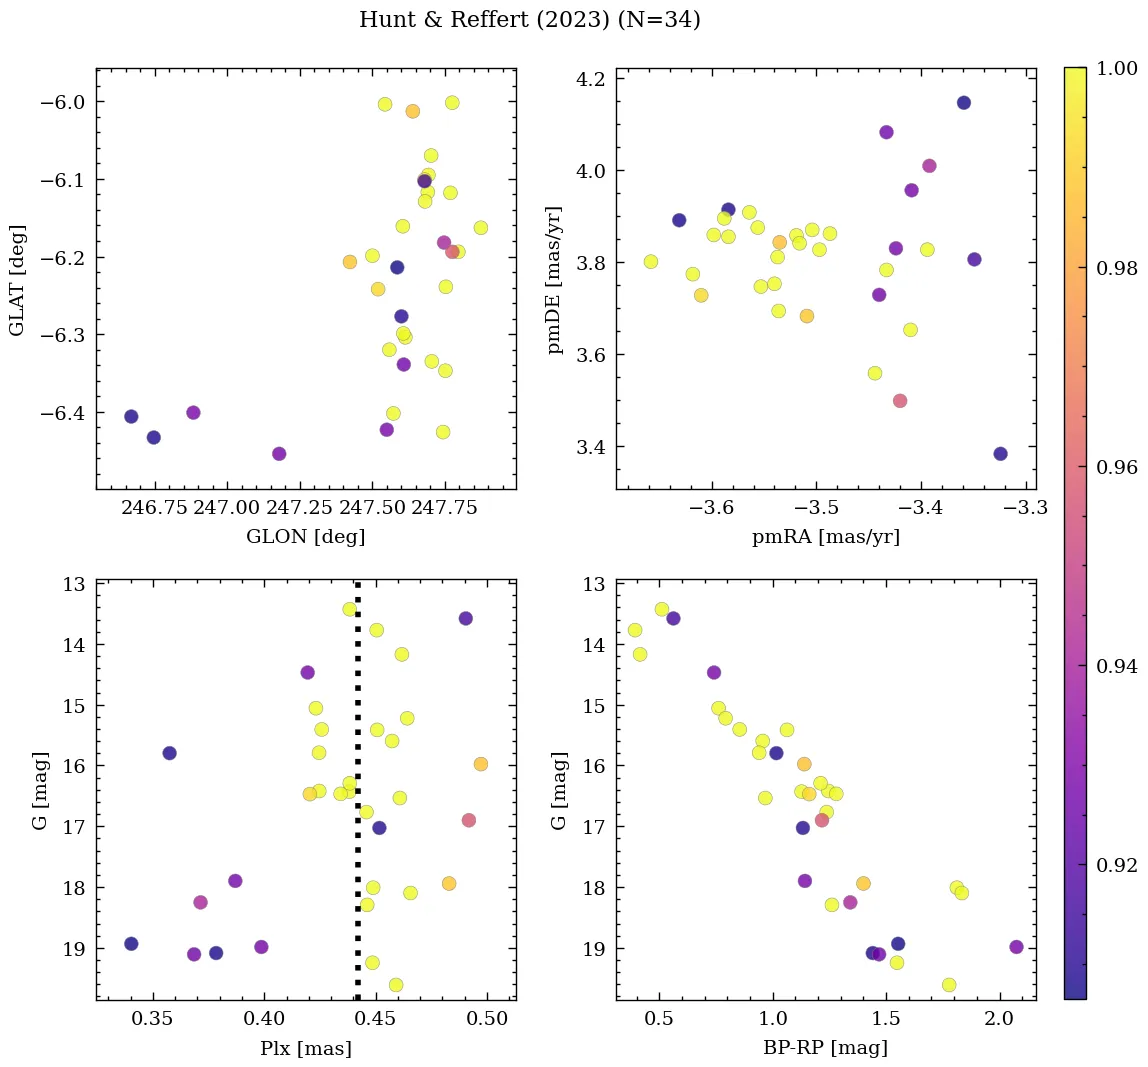 Hunt & Reffert (2023) (N=34)
−6.0
−6.1
−6.2
−6.3
−6.4
GLAT [deg]
246.75 247.00 247.25 247.50 247.75
GLON [deg]
4.2
4.0
3.8
3.6
3.4
pmDE [mas/yr]
−3.6 −3.5 −3.4 −3.3
pmRA [mas/yr]
13
14
15
16
17
18
19
G [mag]
0.35 0.40 0.45 0.50
Plx [mas]
13
14
15
16
17
18
19
G [mag]
0.5 1.0 1.5 2.0
BP-RP [mag]
1.00
0.98
0.96
0.94
0.92